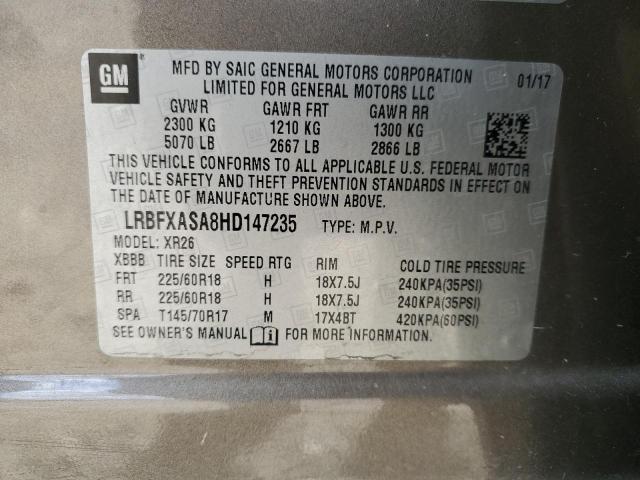 GM
MFD BY SAIC GENERAL MOTORS CORPORATION 01/17
LIMITED FOR GENERAL MOTORS LLC
GVWR GAWR FRT GAWR RR
2300 KG 1210 KG 1300 KG
5070 LB 2667 LB 2866 LB
THIS VEHICLE CONFORMS TO ALL APPLICABLE U.S. FEDERAL MOTOR
VEHICLE SAFETY AND THEFT PREVENTION STANDARDS IN EFFECT ON
THE DATE OF MANUFACTURE SHOWN ABOVE.
LRBFXASA8HD147235 TYPE: M.P.V.
MODEL: XR26
XBBB TIRE SIZE SPEED RTG RIM COLD TIRE PRESSURE
FRT 225/60R18 H 18X7.5J 240KPA(35PSI)
RR 225/60R18 H 18X7.5J 240KPA(35PSI)
SPA T145/70R17 M 17X4BT 420KPA(60PSI)
SEE OWNER'S MANUAL FOR MORE INFORMATION.